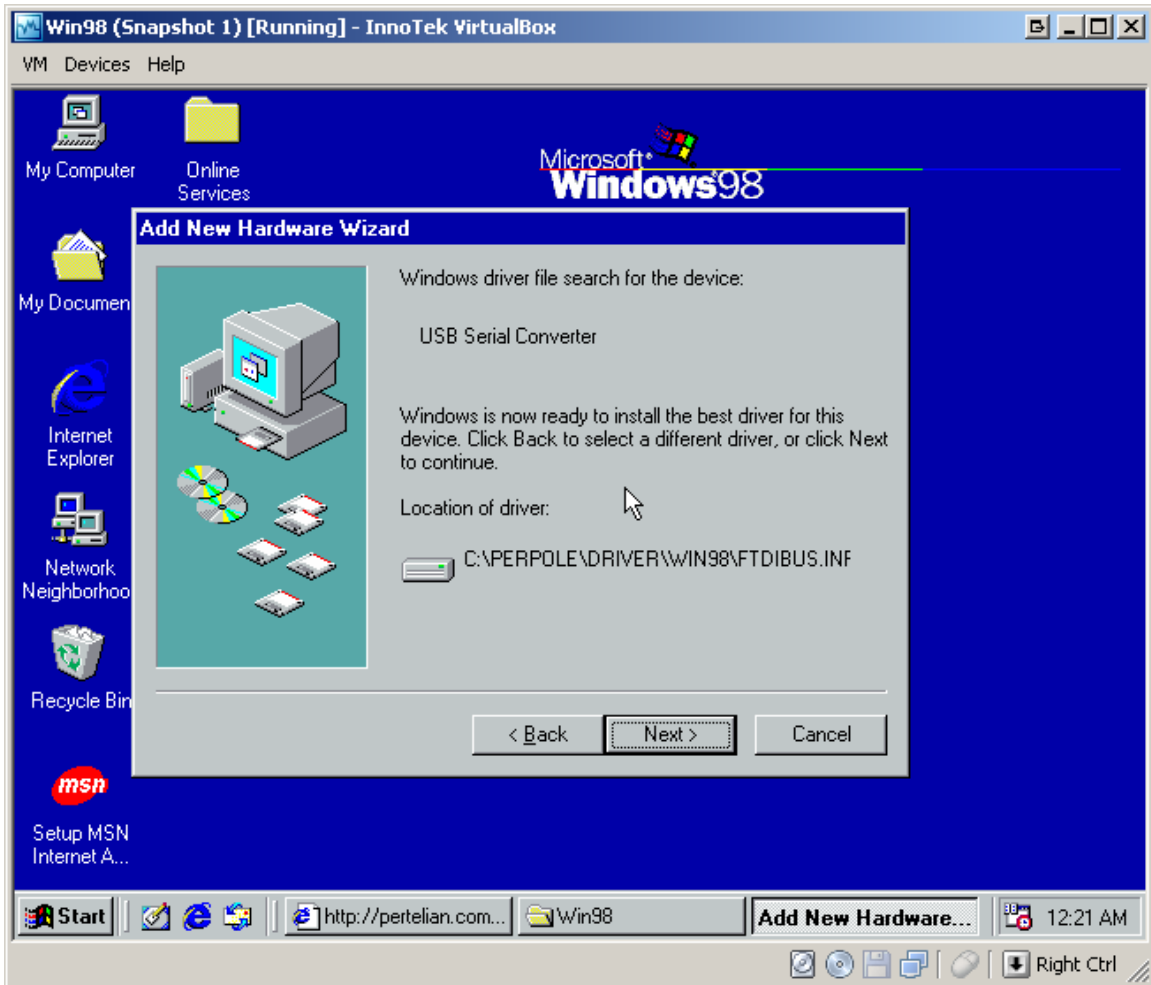 Win98 (Snapshot 1) [Running] - InnoTek VirtualBox
VM Devices Help
My Computer
Online
Services
Microsoft
Windows 98
My Documen
Internet
Explorer
Network
Neighborhoo
Recycle Bin
msn
Setup MSN
Internet A...
Add New Hardware Wizard
Windows driver file search for the device:
USB Serial Converter
Windows is now ready to install the best driver for this
device. Click Back to select a different driver, or click Next
to continue.
Location of driver:
C:\PERPOLE\DRIVER\WIN98\FTDIBUS.INF
< Back
Next >
Cancel
Start
http://pertelian.com...
Win98
Add New Hardware...
12:21 AM
Right Ctrl